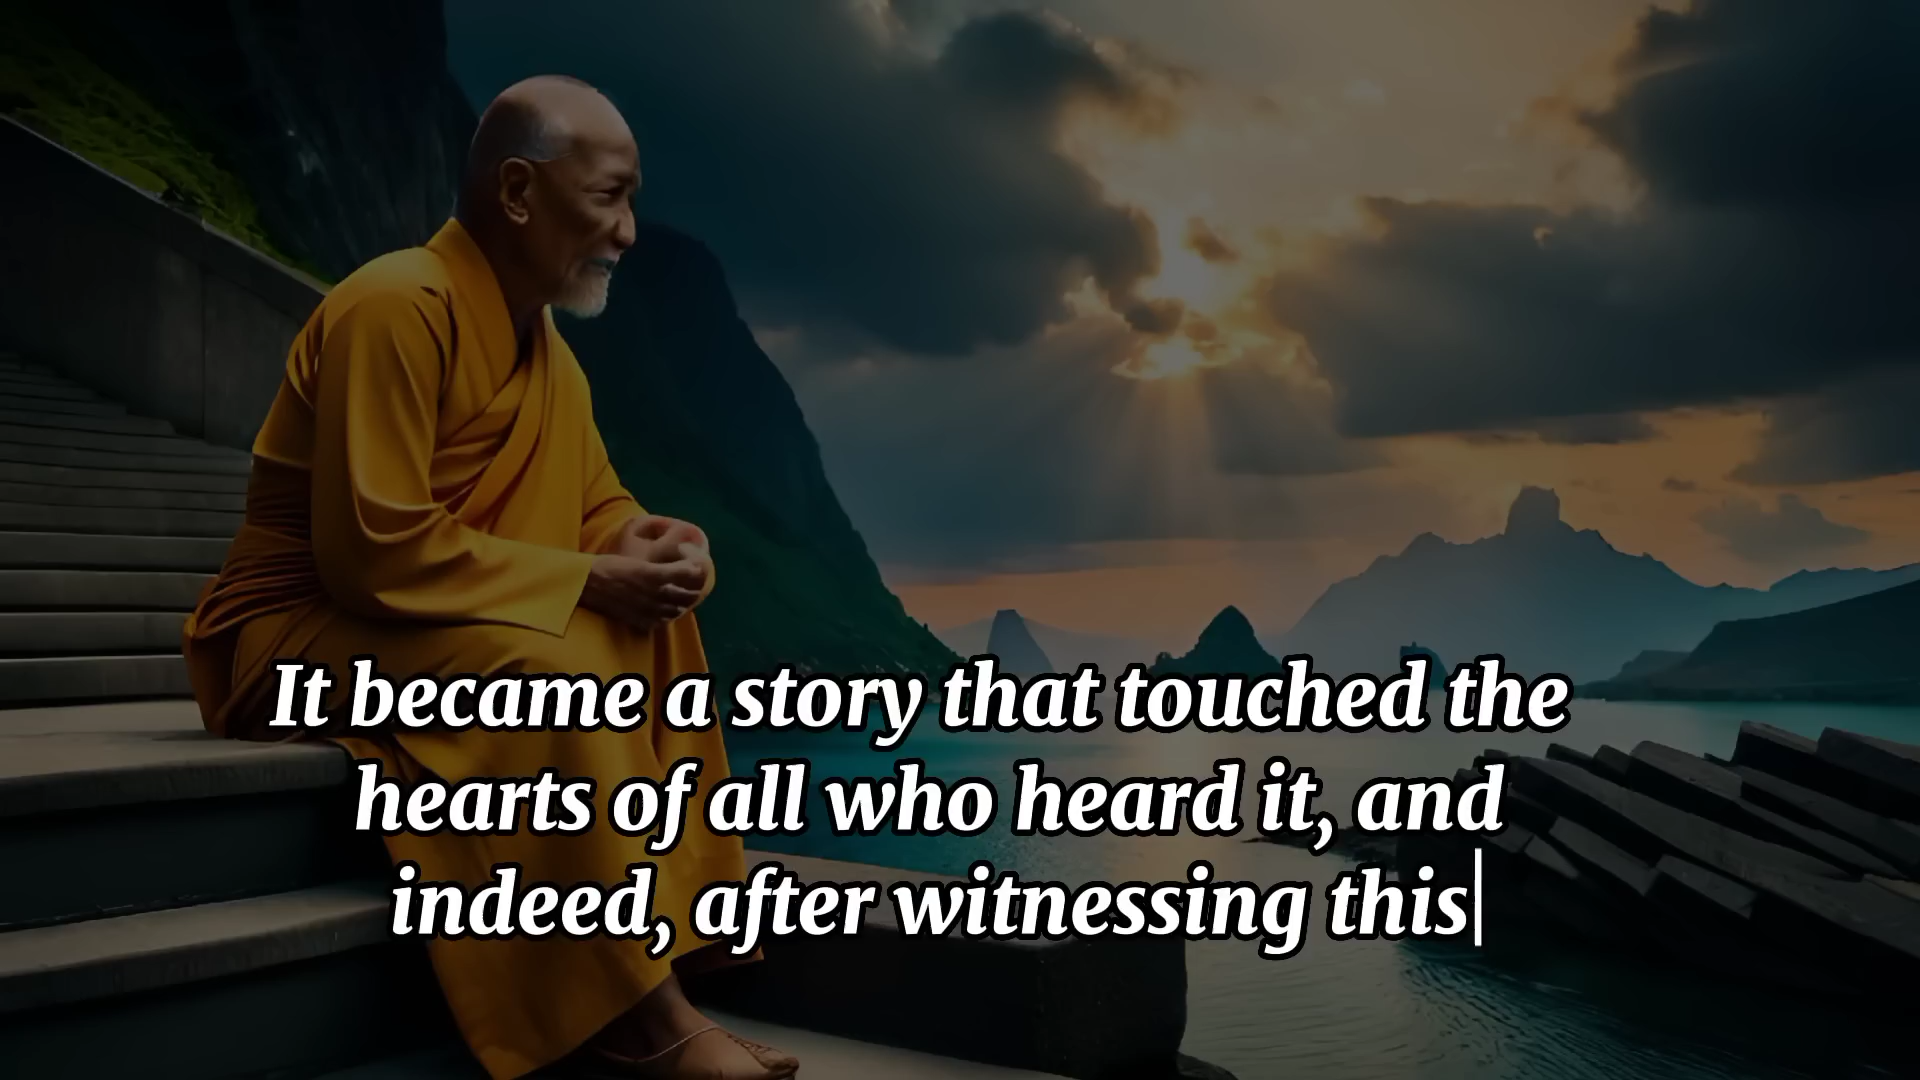 It became a story that touched the
hearts of all who heard it, and
indeed, after witnessing this